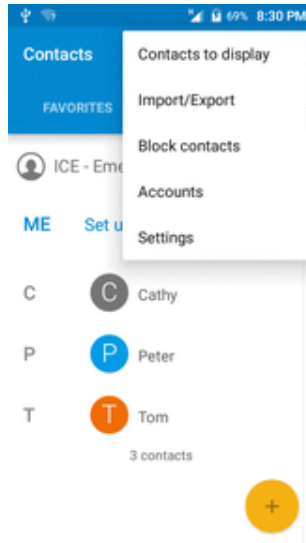 69% 8:30 PM
Contacts
Contacts to display
FAVORITES
Import/Export
Block contacts
ICE - Eme
Accounts
ME Set u
Settings
C C Cathy
P P Peter
T T Tom
3 contacts
+